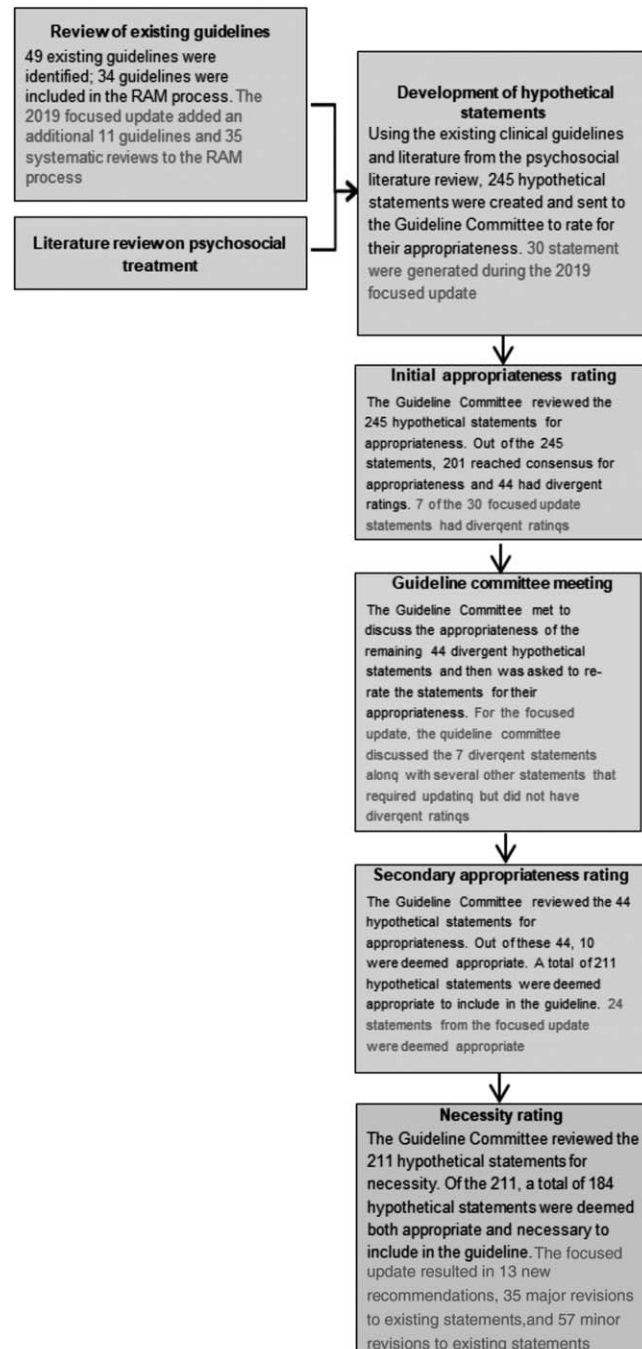 Review of existing guidelines
49 existing guidelines were
identified; 34 guidelines were
included in the RAM process. The
2019 focused update added an
additional 11 guidelines and 35
systematic reviews to the RAM
process
Literature reviewon psychosocial
treatment
Development of hypothetical
statements
Using the existing clinical guidelines
and literature from the psychosocial
literature review, 245 hypothetical
statements were created and sent to
the Guideline Committee to rate for
their appropriateness. 30 statement
were generated during the 2019
focused update
Initial appropriateness rating
The Guideline Committee reviewed the
245 hypothetical statements for
appropriateness. Out of the 245
statements, 201 reached consensus for
appropriateness and 44 had divergent
ratings. 7 of the 30 focused update
statements had divergent ratings
Guideline committee meeting
The Guideline Committee met to
discuss the appropriateness of the
remaining 44 divergent hypothetical
statements and then was asked to re-
rate the statements for their
appropriateness. For the focused
update, the guideline committee
discussed the 7 divergent statements
along with several other statements that
required updating but did not have
divergent ratings
Secondary appropriateness rating
The Guideline Committee reviewed the 44
hypothetical statements for
appropriateness. Out of these 44, 10
were deemed appropriate. A total of 211
hypothetical statements were deemed
appropriate to include in the guideline. 24
statements from the focused update
were deemed appropriate
Necessity rating
The Guideline Committee reviewed the
211 hypothetical statements for
necessity. Of the 211, a total of 184
hypothetical statements were deemed
both appropriate and necessary to
include in the guideline. The focused
update resulted in 13 new
recommendations, 35 major revisions
to existing statements,and 57 minor
revisions to existing statements